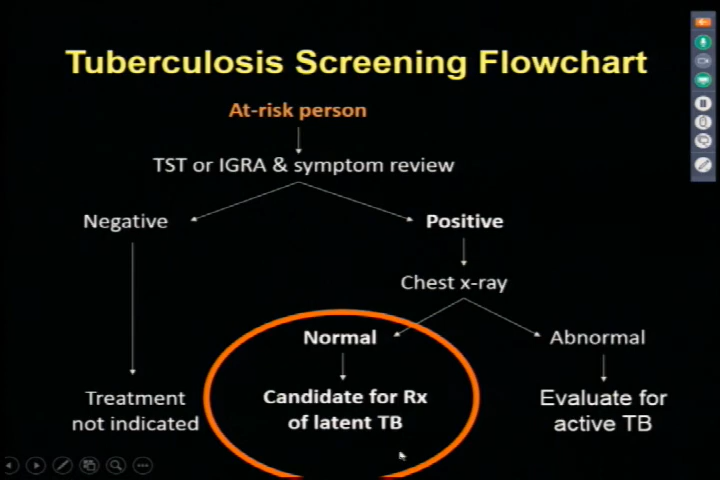 Tuberculosis Screening Flowchart
At-risk person
TST or IGRA & symptom review
Negative
Positive
Chest x-ray
Normal
Abnormal
Treatment
not indicated
Candidate for Rx
of latent TB
Evaluate for
active TB